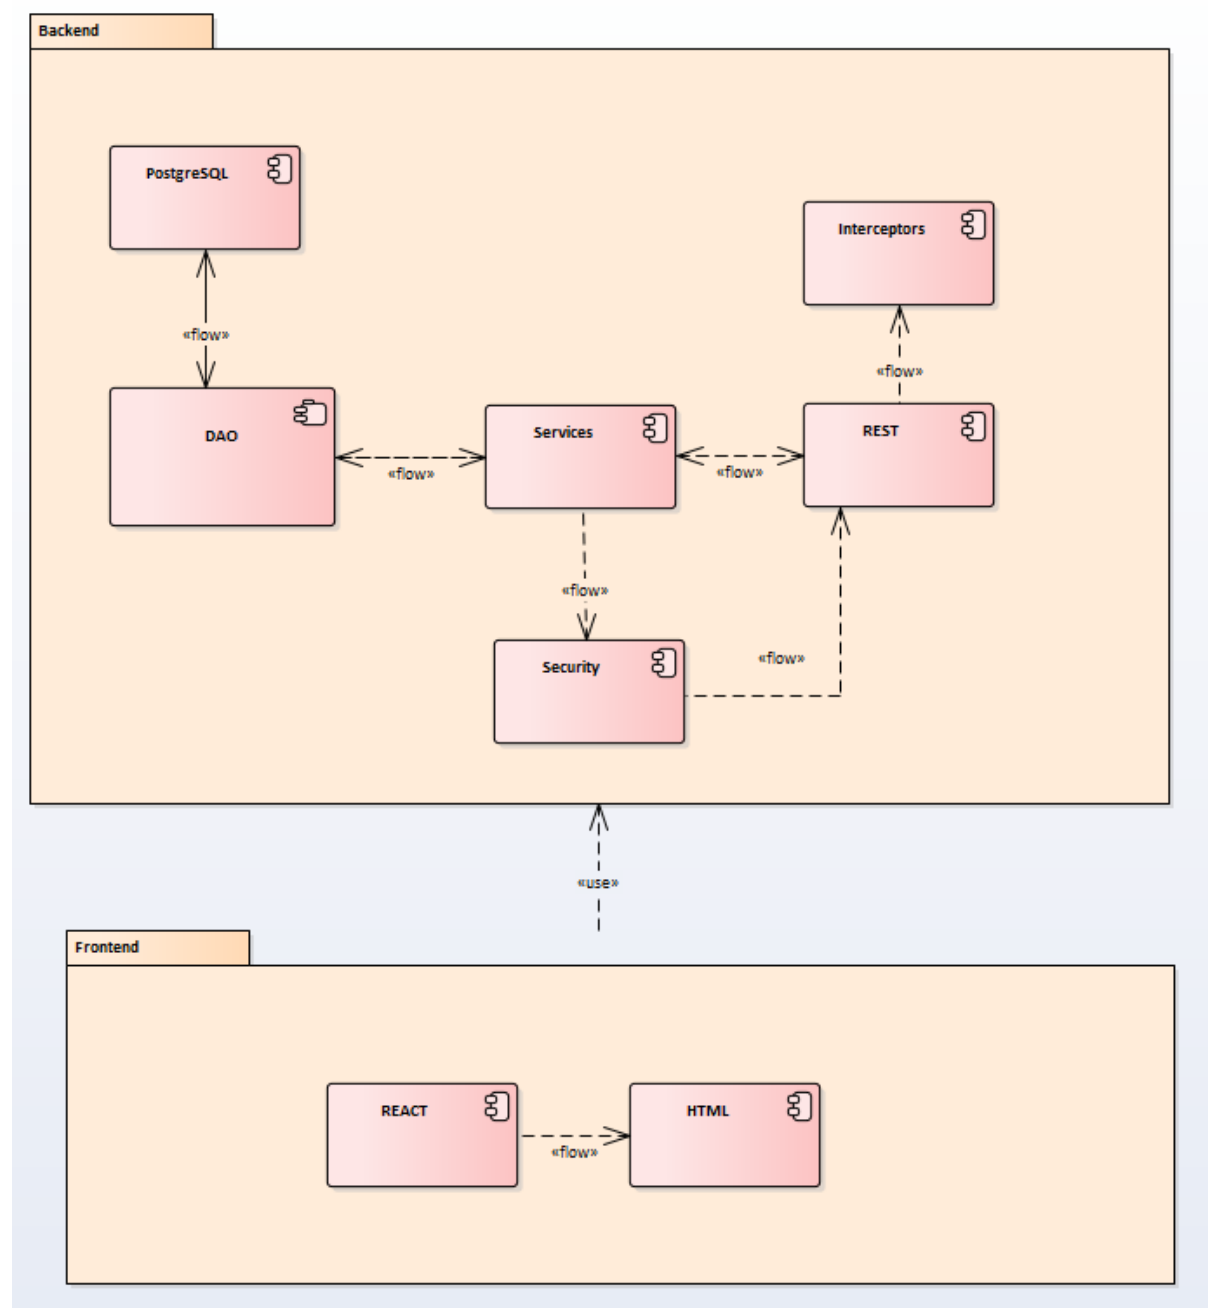 Backend
PostgreSQL
Interceptors
«flow»
«flow»
DAO
Services
REST
«flow»
«flow»
«flow»
Security
«flow»
«use»
Frontend
REACT
HTML
«flow»